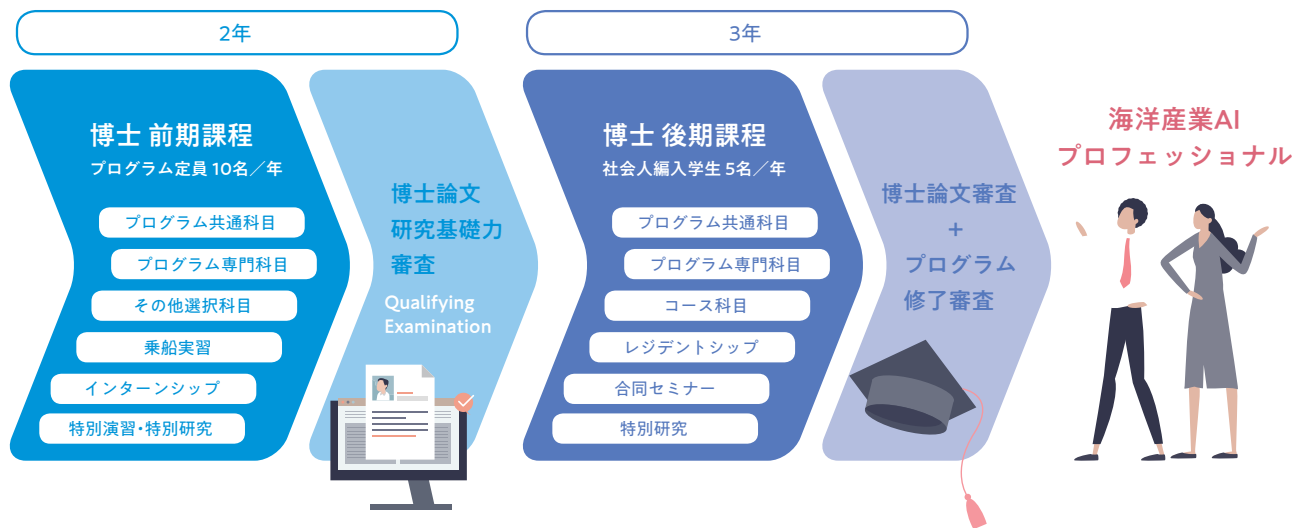 2年
博士 前期課程
プログラム定員 10名／年
プログラム共通科目
プログラム専門科目
その他選択科目
乗船実習
インターンシップ
特別演習・特別研究
博士論文
研究基礎力
審査
Qualifying
Examination
3年
博士 後期課程
社会人編入学生 5名／年
プログラム共通科目
プログラム専門科目
コース科目
レジデントシップ
合同セミナー
特別研究
博士論文審査
+
プログラム
修了審査
海洋産業AI
プロフェッショナル